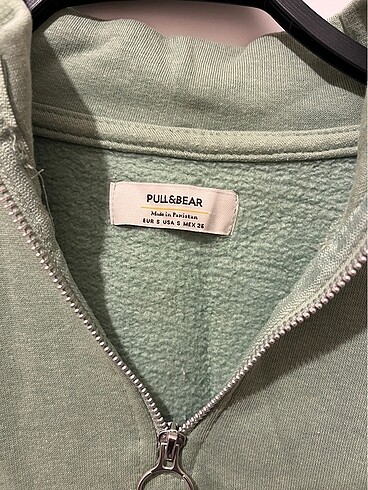 PULL&BEAR
Made in Pakistan
EUR S USA S MEX 26